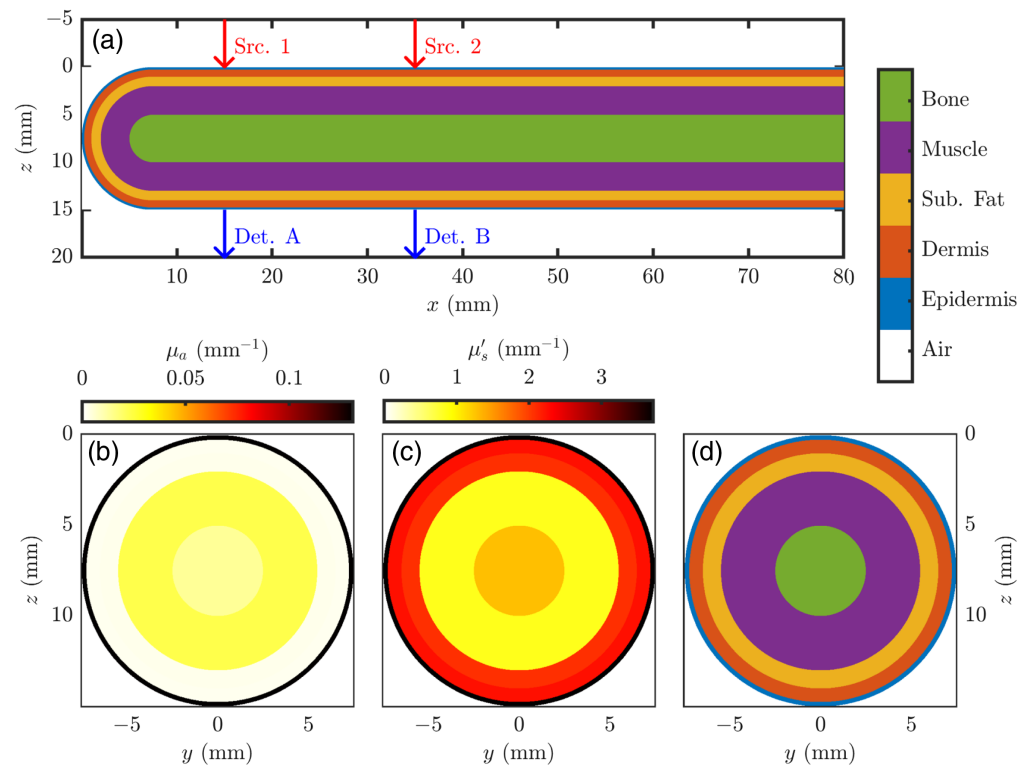 (a)
−5
0
5
10
15
20
z (mm)
Src. 1
Src. 2
Det. A
Det. B
10 20 30 40 50 60 70 80
x (mm)
Bone
Muscle
Sub. Fat
Dermis
Epidermis
Air
μa (mm−1)
0 0.05 0.1
μ′s (mm−1)
0 1 2 3
(b)
0
5
10
z (mm)
−5 0 5
y (mm)
(c)
−5 0 5
y (mm)
(d)
0
5
10
z (mm)
−5 0 5
y (mm)